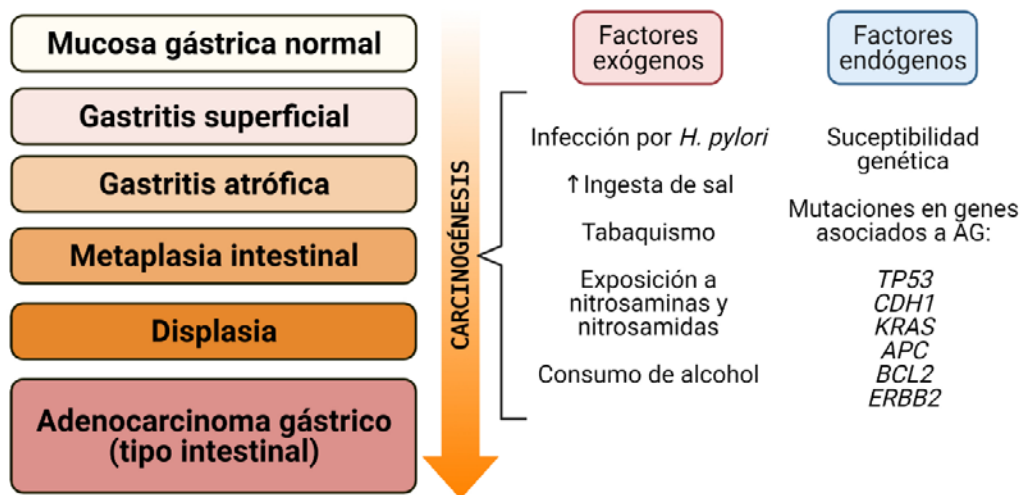 Mucosa gástrica normal
Gastritis superficial
Gastritis atrófica
Metaplasia intestinal
Displasia
Adenocarcinoma gástrico
(tipo intestinal)
CARCINOGÉNESIS
Factores
exógenos
Infección por H. pylori
↑Ingesta de sal
Tabaquismo
Exposición a
nitrosaminas y
nitrosamidas
Consumo de alcohol
Factores
endógenos
Suceptibilidad
genética
Mutaciones en genes
asociados a AG:
TP53
CDH1
KRAS
APC
BCL2
ERBB2